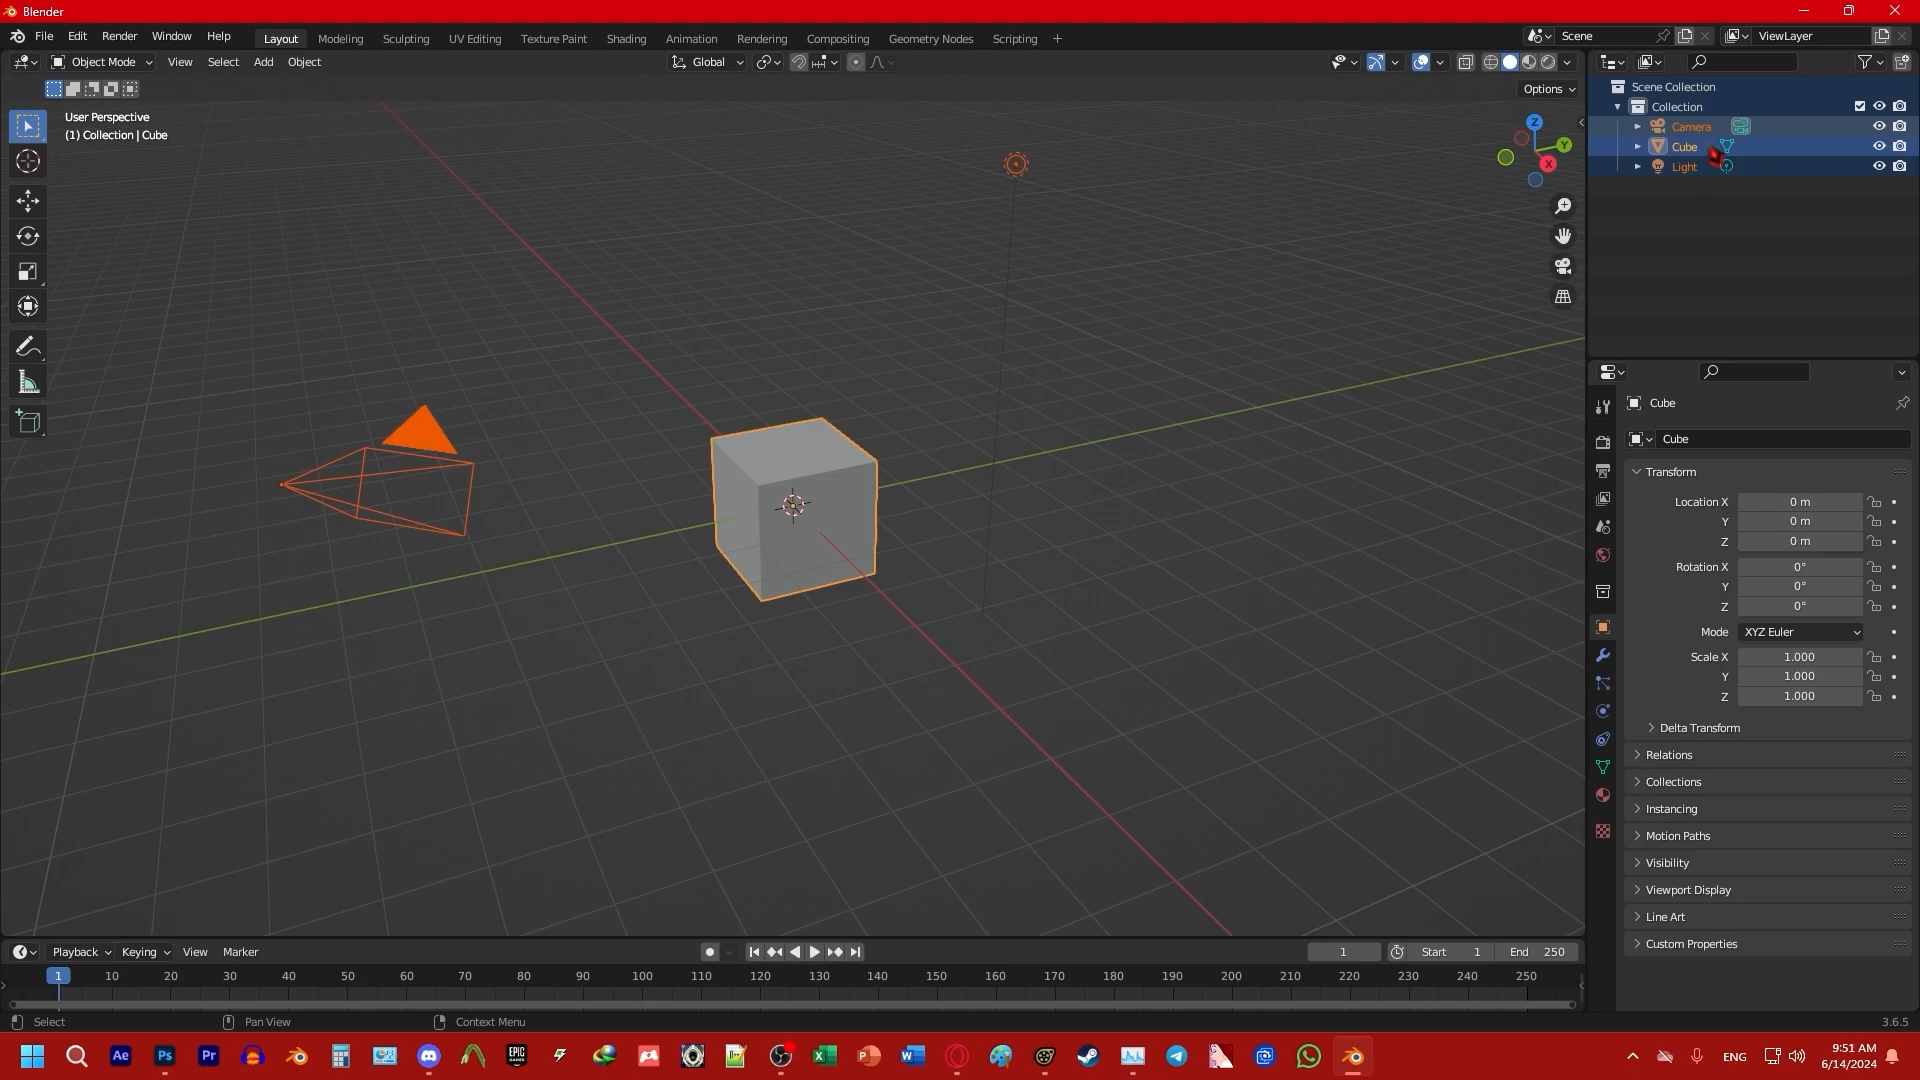 Blender
File Edit Render Window Help
Layout Modeling Sculpting UV Editing Texture Paint Shading Animation Rendering Compositing Geometry Nodes Scripting +
Scene
ViewLayer
Object Mode View Select Add Object
Global
Options
User Perspective
(1) Collection | Cube
Z
Y
X
Scene Collection
Collection
Camera
Cube
Light
Cube
Cube
Transform
Location X 0 m
Y 0 m
Z 0 m
Rotation X 0°
Y 0°
Z 0°
Mode XYZ Euler
Scale X 1.000
Y 1.000
Z 1.000
Delta Transform
Relations
Collections
Instancing
Motion Paths
Visibility
Viewport Display
Line Art
Custom Properties
Playback Keying View Marker
1 Start 1 End 250
1 10 20 30 40 50 60 70 80 90 100 110 120 130 140 150 160 170 180 190 200 210 220 230 240 250
Select Pan View Context Menu
3.6.5
Ae Ps Pr EPIC GAMES X P W
ENG
9:51 AM
6/14/2024